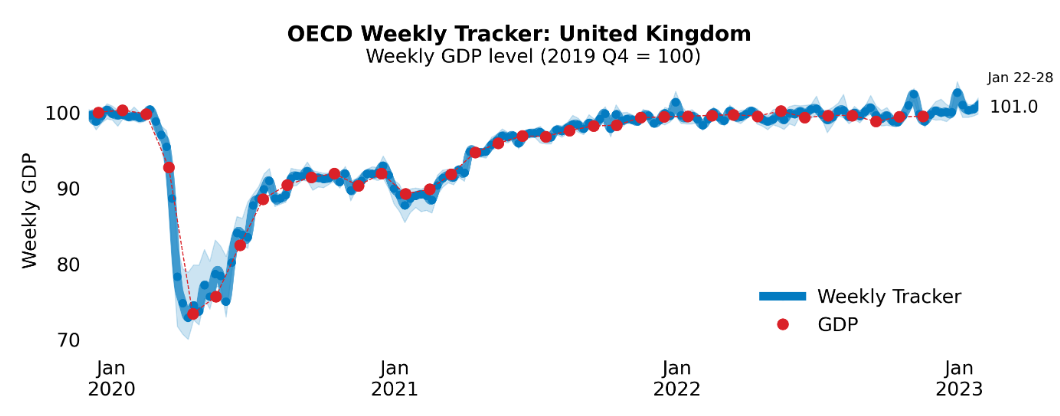 OECD Weekly Tracker: United Kingdom
Weekly GDP level (2019 Q4 = 100)
Jan 22-28
101.0
Weekly GDP
100
90
80
70
Weekly Tracker
GDP
Jan
2020
Jan
2021
Jan
2022
Jan
2023